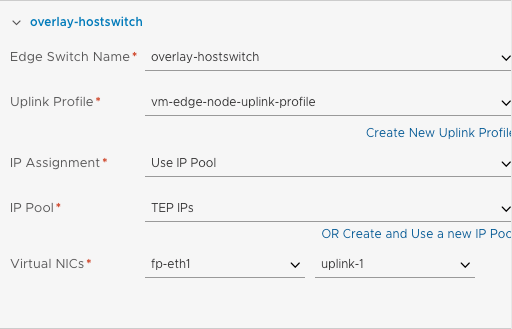 overlay-hostswitch
Edge Switch Name* overlay-hostswitch
Uplink Profile* vm-edge-node-uplink-profile
Create New Uplink Profile
IP Assignment* Use IP Pool
IP Pool* TEP IPs
OR Create and Use a new IP Poo
Virtual NICs* fp-eth1 uplink-1